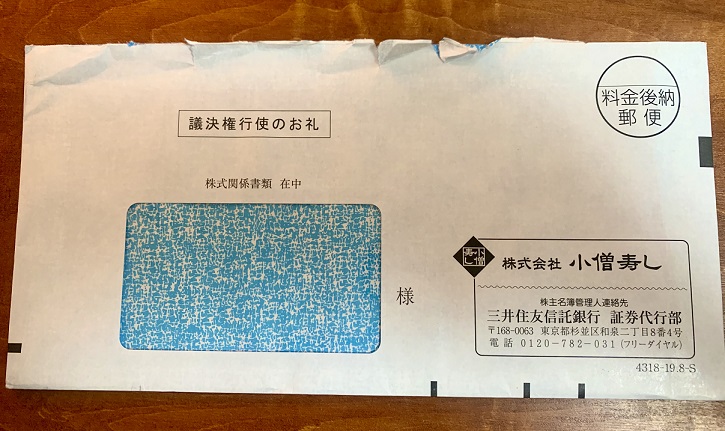 議決権行使のお礼
料金後納
郵便
株式関係書類 在中
様
小僧寿し
株式会社 小僧寿し
株主名簿管理人連絡先
三井住友信託銀行 証券代行部
〒168-0063 東京都杉並区和泉二丁目8番4号
電話 0120-782-031(フリーダイヤル)
4318-19.8-S